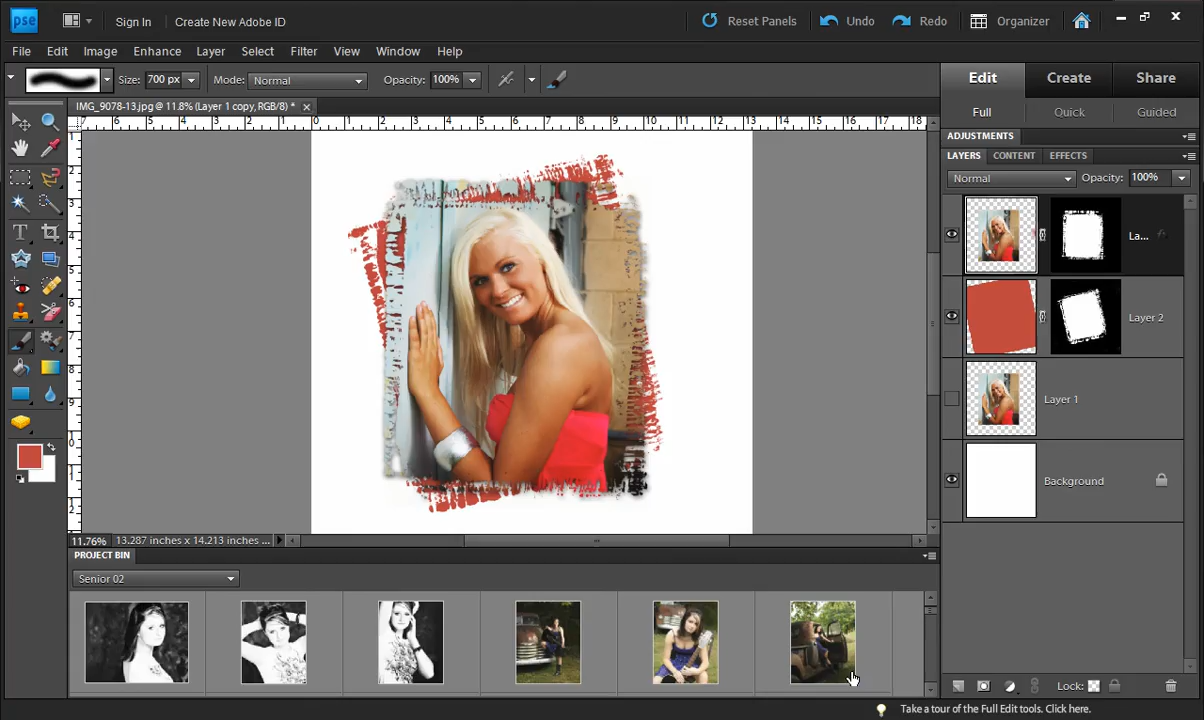 pse Sign In Create New Adobe ID Reset Panels Undo Redo Organizer
File Edit Image Enhance Layer Select Filter View Window Help
Size: 700 px Mode: Normal Opacity: 100%
Edit Create Share
IMG_9078-13.jpg @ 11.8% (Layer 1 copy, RGB/8) *
Full Quick Guided
ADJUSTMENTS
LAYERS CONTENT EFFECTS
Normal Opacity: 100%
La...
Layer 2
Layer 1
Background
11.76% 13.287 inches x 14.213 inches ...
PROJECT BIN
Senior 02
Lock:
Take a tour of the Full Edit tools. Click here.